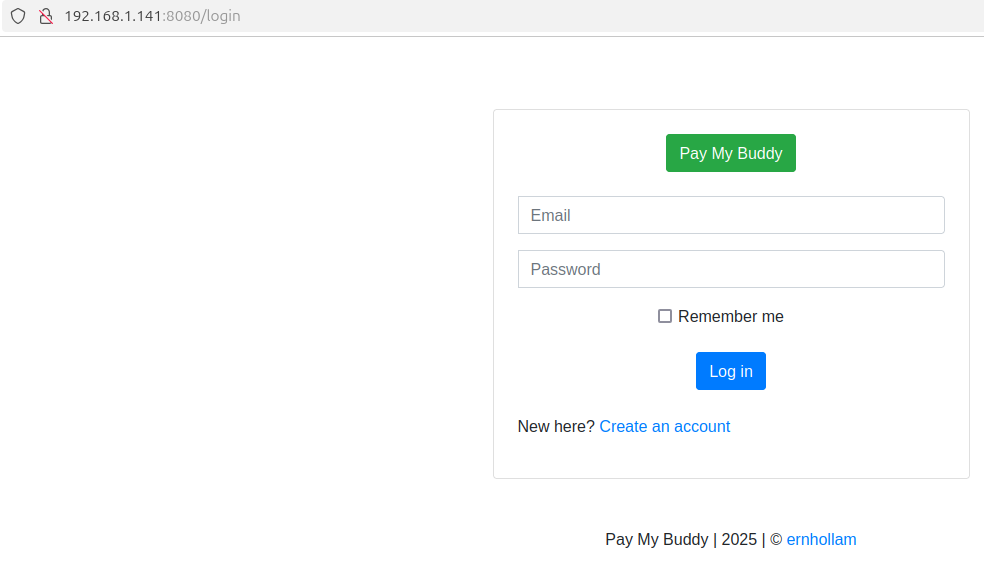 192.168.1.141:8080/login
Pay My Buddy
Email
Password
Remember me
Log in
New here? Create an account
Pay My Buddy | 2025 | © ernhollam